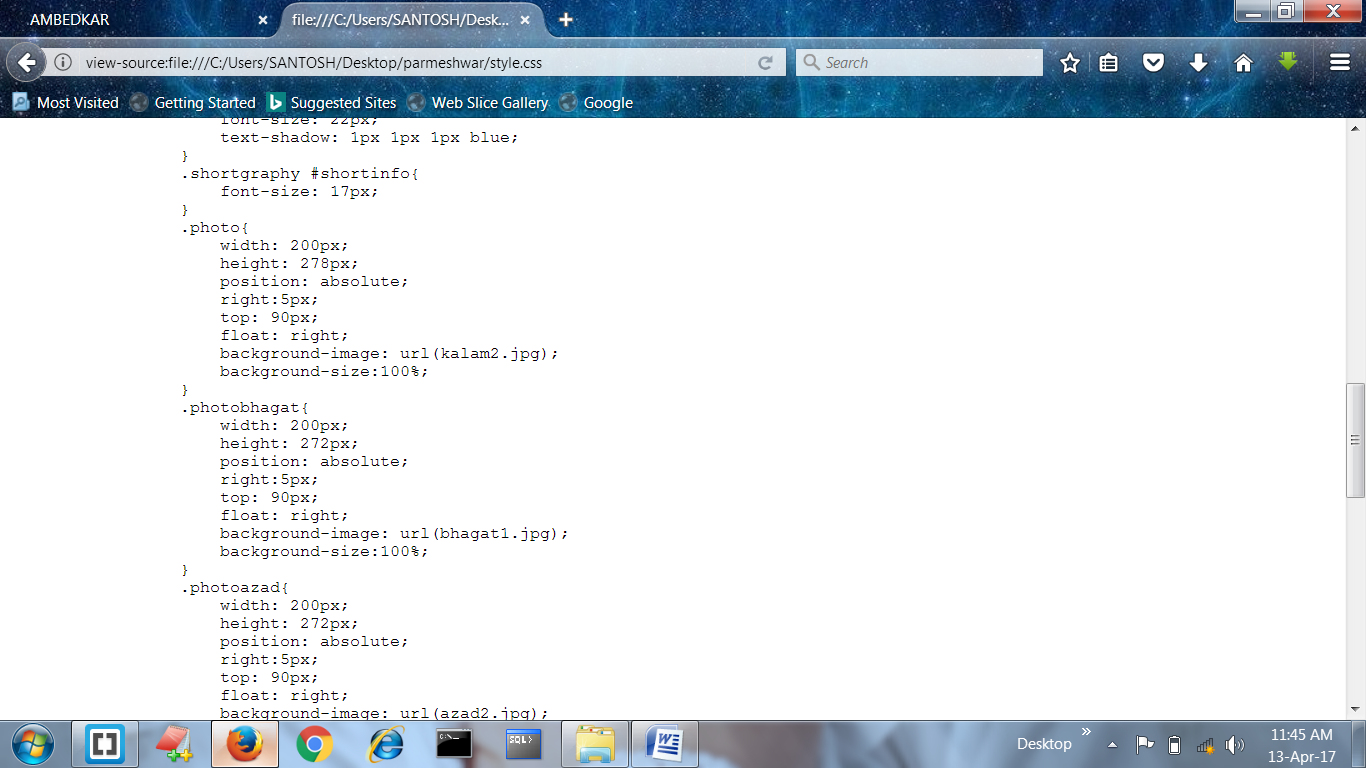 AMBEDKAR
file:///C:/Users/SANTOSH/Desk...
view-source:file:///C:/Users/SANTOSH/Desktop/parmeshwar/style.css
Search
Most Visited
Getting Started
Suggested Sites
Web Slice Gallery
Google
font-size: 22px;
text-shadow: 1px 1px 1px blue;
}
.shortgraphy #shortinfo{
font-size: 17px;
}
.photo{
width: 200px;
height: 278px;
position: absolute;
right:5px;
top: 90px;
float: right;
background-image: url(kalam2.jpg);
background-size:100%;
}
.photobhagat{
width: 200px;
height: 272px;
position: absolute;
right:5px;
top: 90px;
float: right;
background-image: url(bhagat1.jpg);
background-size:100%;
}
.photoazad{
width: 200px;
height: 272px;
position: absolute;
right:5px;
top: 90px;
float: right;
background-image: url(azad2.jpg);
C:\_
SQL>
W
Desktop
11:45 AM
13-Apr-17